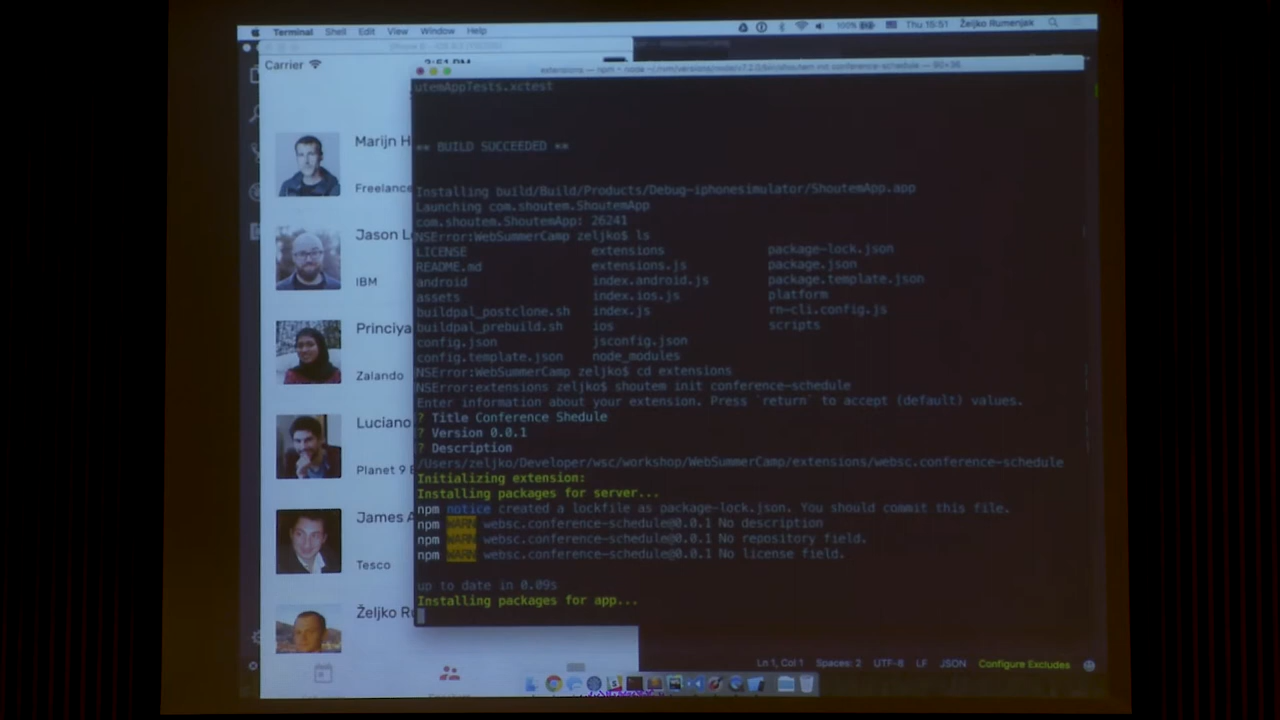 Terminal Shell Edit View Window Help 100% Thu 15:51 Željko Rumenjak
Carrier
extensions — npm
utemAppTests.xctest
** BUILD SUCCEEDED **
Installing build/Build/Products/Debug-iphonesimulator/ShoutemApp.app
Launching com.shoutem.ShoutemApp
com.shoutem.ShoutemApp: 26241
NSError:WebSummerCamp zeljko$ ls
LICENSE extensions package-lock.json
README.md extensions.js package.json
android index.android.js package.template.json
assets index.ios.js platform
buildpal_postclone.sh index.js rn-cli.config.js
buildpal_prebuild.sh ios scripts
config.json jsconfig.json
config.template.json node_modules
NSError:WebSummerCamp zeljko$ cd extensions
NSError:extensions zeljko$ shoutem init conference-schedule
Enter information about your extension. Press `return` to accept (default) values.
? Title Conference Shedule
? Version 0.0.1
? Description
/Users/zeljko/Developer/wsc/workshop/WebSummerCamp/extensions/websc.conference-schedule
Initializing extension:
Installing packages for server...
npm notice created a lockfile as package-lock.json. You should commit this file.
npm WARN websc.conference-schedule@0.0.1 No description
npm WARN websc.conference-schedule@0.0.1 No repository field.
npm WARN websc.conference-schedule@0.0.1 No license field.
up to date in 0.09s
Installing packages for app...
Marijn H
Freelance
Jason L
IBM
Princiya
Zalando
Luciano
Planet 9 E
James A
Tesco
Željko Ru
Ln 1, Col 1 Spaces: 2 UTF-8 LF JSON Configure Excludes